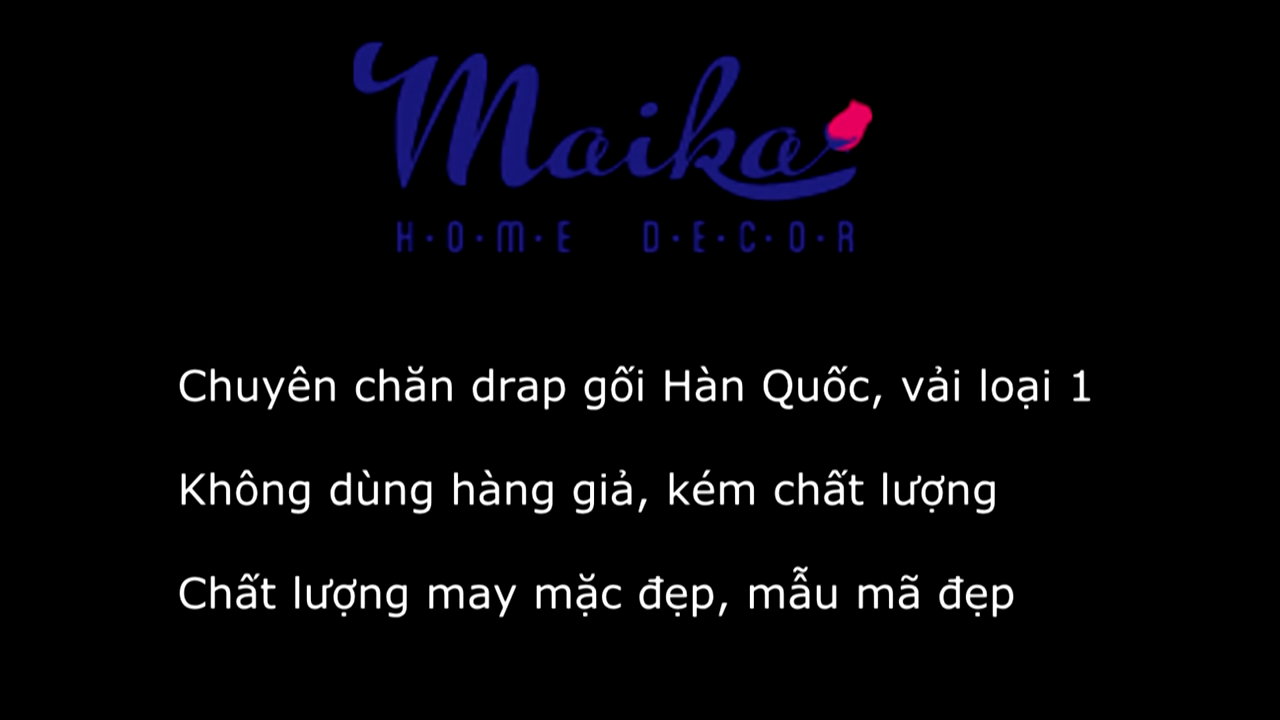 Maika
H·O·M·E D·E·C·O·R
Chuyên chăn drap gối Hàn Quốc, vải loại 1
Không dùng hàng giả, kém chất lượng
Chất lượng may mặc đẹp, mẫu mã đẹp